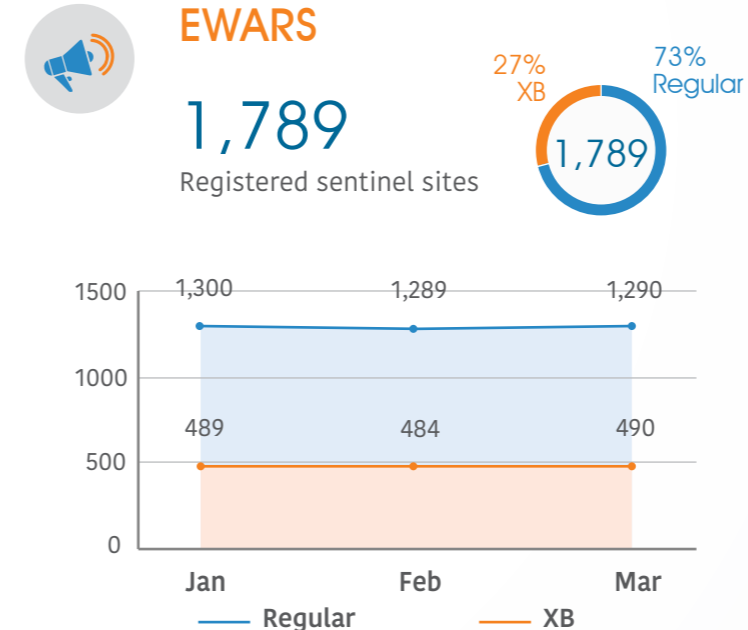 EWARS
1,789
Registered sentinel sites
27%
XB
73%
Regular
1,789
1500
1000
500
0
1,300 1,289 1,290
489 484 490
Jan Feb Mar
Regular XB